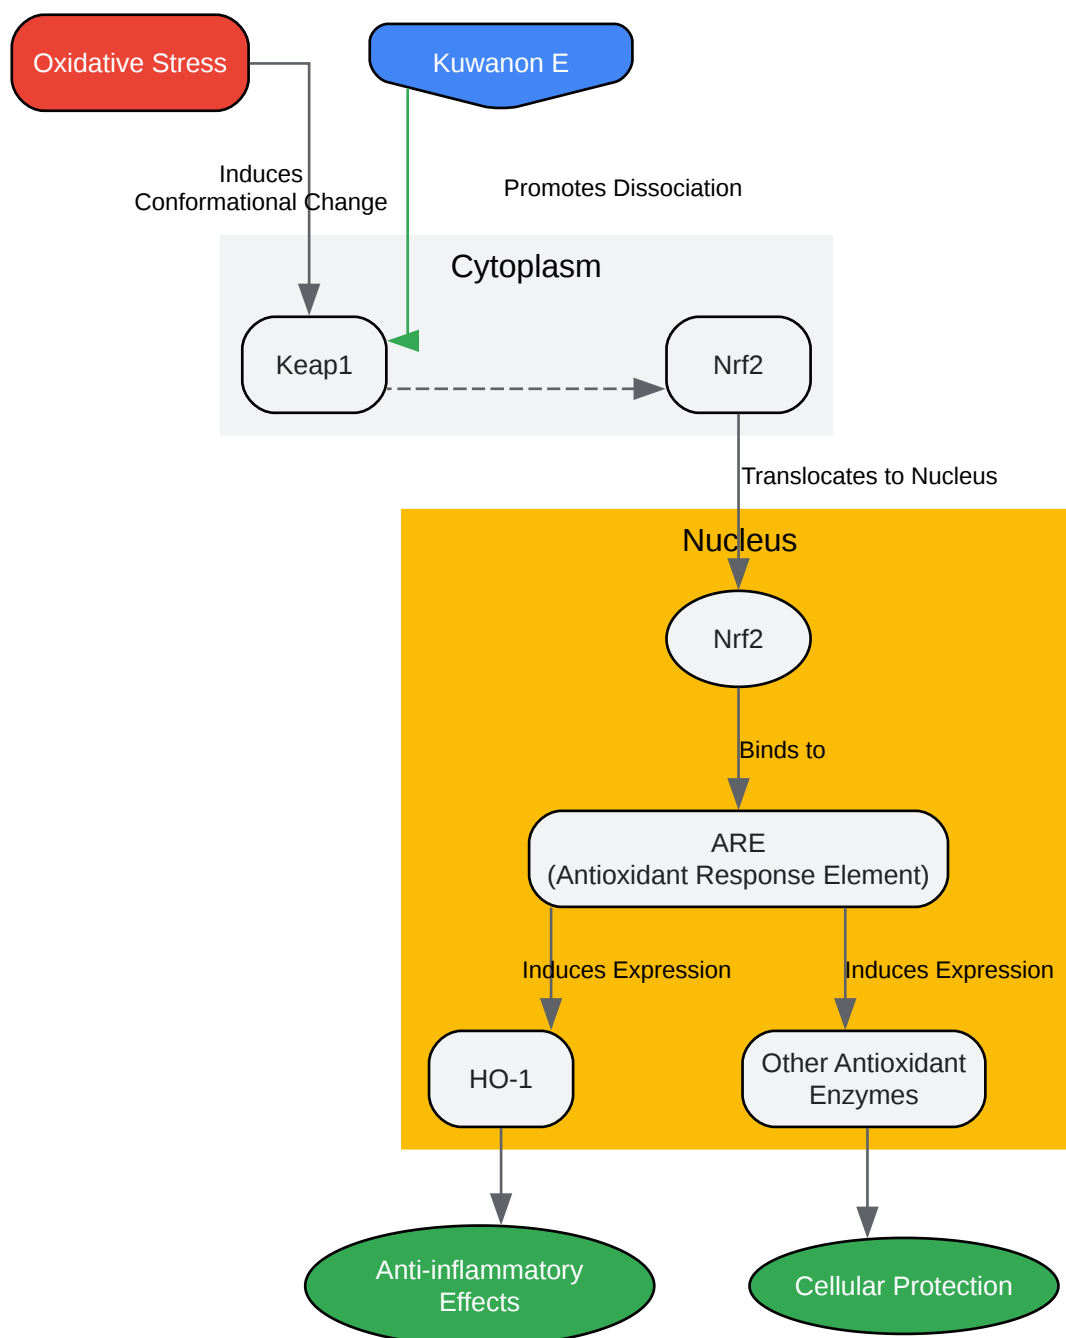 Oxidative Stress
Kuwanon E
Induces
Conformational Change
Promotes Dissociation
Cytoplasm
Keap1
Nrf2
Translocates to Nucleus
Nucleus
Nrf2
Binds to
ARE
(Antioxidant Response Element)
Induces Expression
Induces Expression
HO-1
Other Antioxidant
Enzymes
Anti-inflammatory
Effects
Cellular Protection